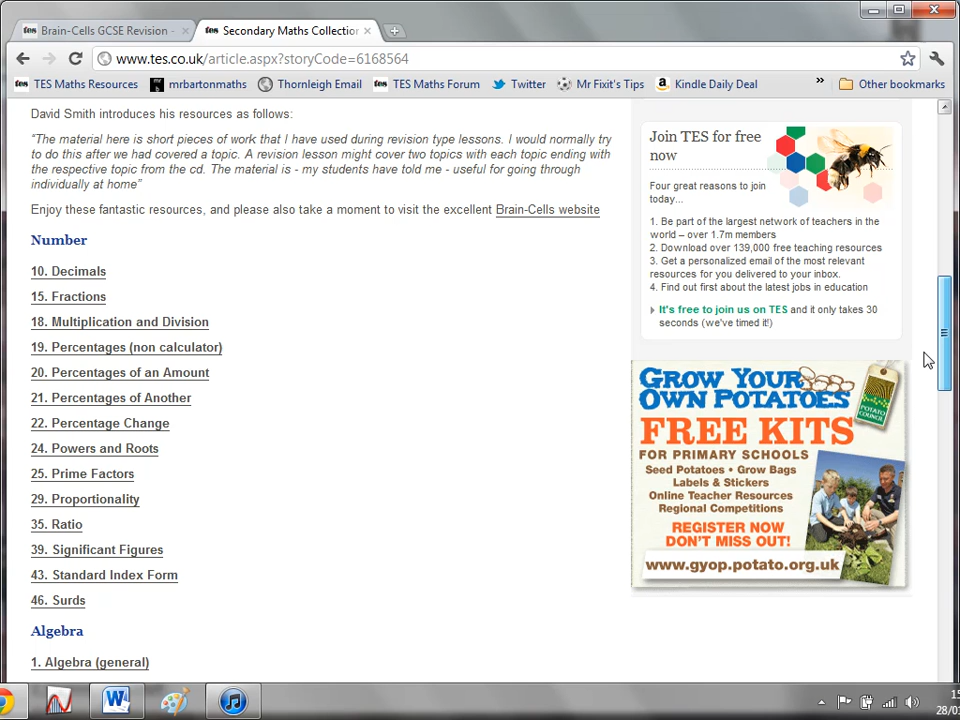 tes Brain-Cells GCSE Revision -
tes Secondary Maths Collection
www.tes.co.uk/article.aspx?storyCode=6168564
tes TES Maths Resources
mrbartonmaths
Thornleigh Email
tes TES Maths Forum
Twitter
Mr Fixit's Tips
a Kindle Daily Deal
»
Other bookmarks
David Smith introduces his resources as follows:
"The material here is short pieces of work that I have used during revision type lessons. I would normally try
to do this after we had covered a topic. A revision lesson might cover two topics with each topic ending with
the respective topic from the cd. The material is - my students have told me - useful for going through
individually at home"
Enjoy these fantastic resources, and please also take a moment to visit the excellent Brain-Cells website
Number
10. Decimals
15. Fractions
18. Multiplication and Division
19. Percentages (non calculator)
20. Percentages of an Amount
21. Percentages of Another
22. Percentage Change
24. Powers and Roots
25. Prime Factors
29. Proportionality
35. Ratio
39. Significant Figures
43. Standard Index Form
46. Surds
Algebra
1. Algebra (general)
Join TES for free
now
Four great reasons to join
today...
1. Be part of the largest network of teachers in the
world – over 1.7m members
2. Download over 139,000 free teaching resources
3. Get a personalized email of the most relevant
resources for you delivered to your inbox.
4. Find out first about the latest jobs in education
It's free to join us on TES and it only takes 30
seconds (we've timed it!)
GROW YOUR
OWN POTATOES
POTATO
COUNCIL
FREE KITS
FOR PRIMARY SCHOOLS
Seed Potatoes • Grow Bags
Labels & Stickers
Online Teacher Resources
Regional Competitions
REGISTER NOW
DON'T MISS OUT!
www.gyop.potato.org.uk
W
15
28/01